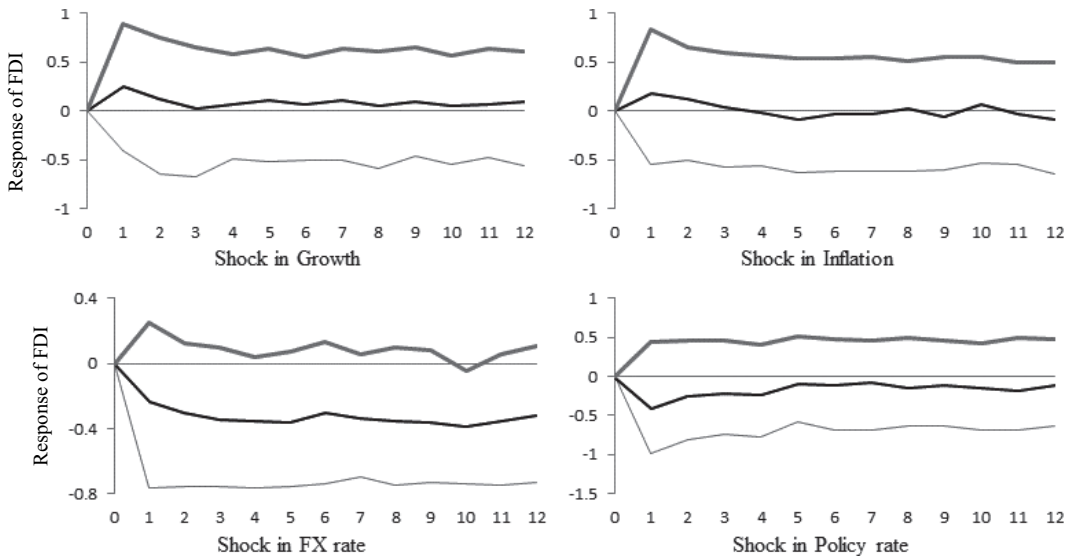 Response of FDI
1
0.5
0
-0.5
-1
0 1 2 3 4 5 6 7 8 9 10 11 12
Shock in Growth
1
0.5
0
-0.5
-1
0 1 2 3 4 5 6 7 8 9 10 11 12
Shock in Inflation
Response of FDI
0.4
0
-0.4
-0.8
0 1 2 3 4 5 6 7 8 9 10 11 12
Shock in FX rate
1
0.5
0
-0.5
-1
-1.5
0 1 2 3 4 5 6 7 8 9 10 11 12
Shock in Policy rate